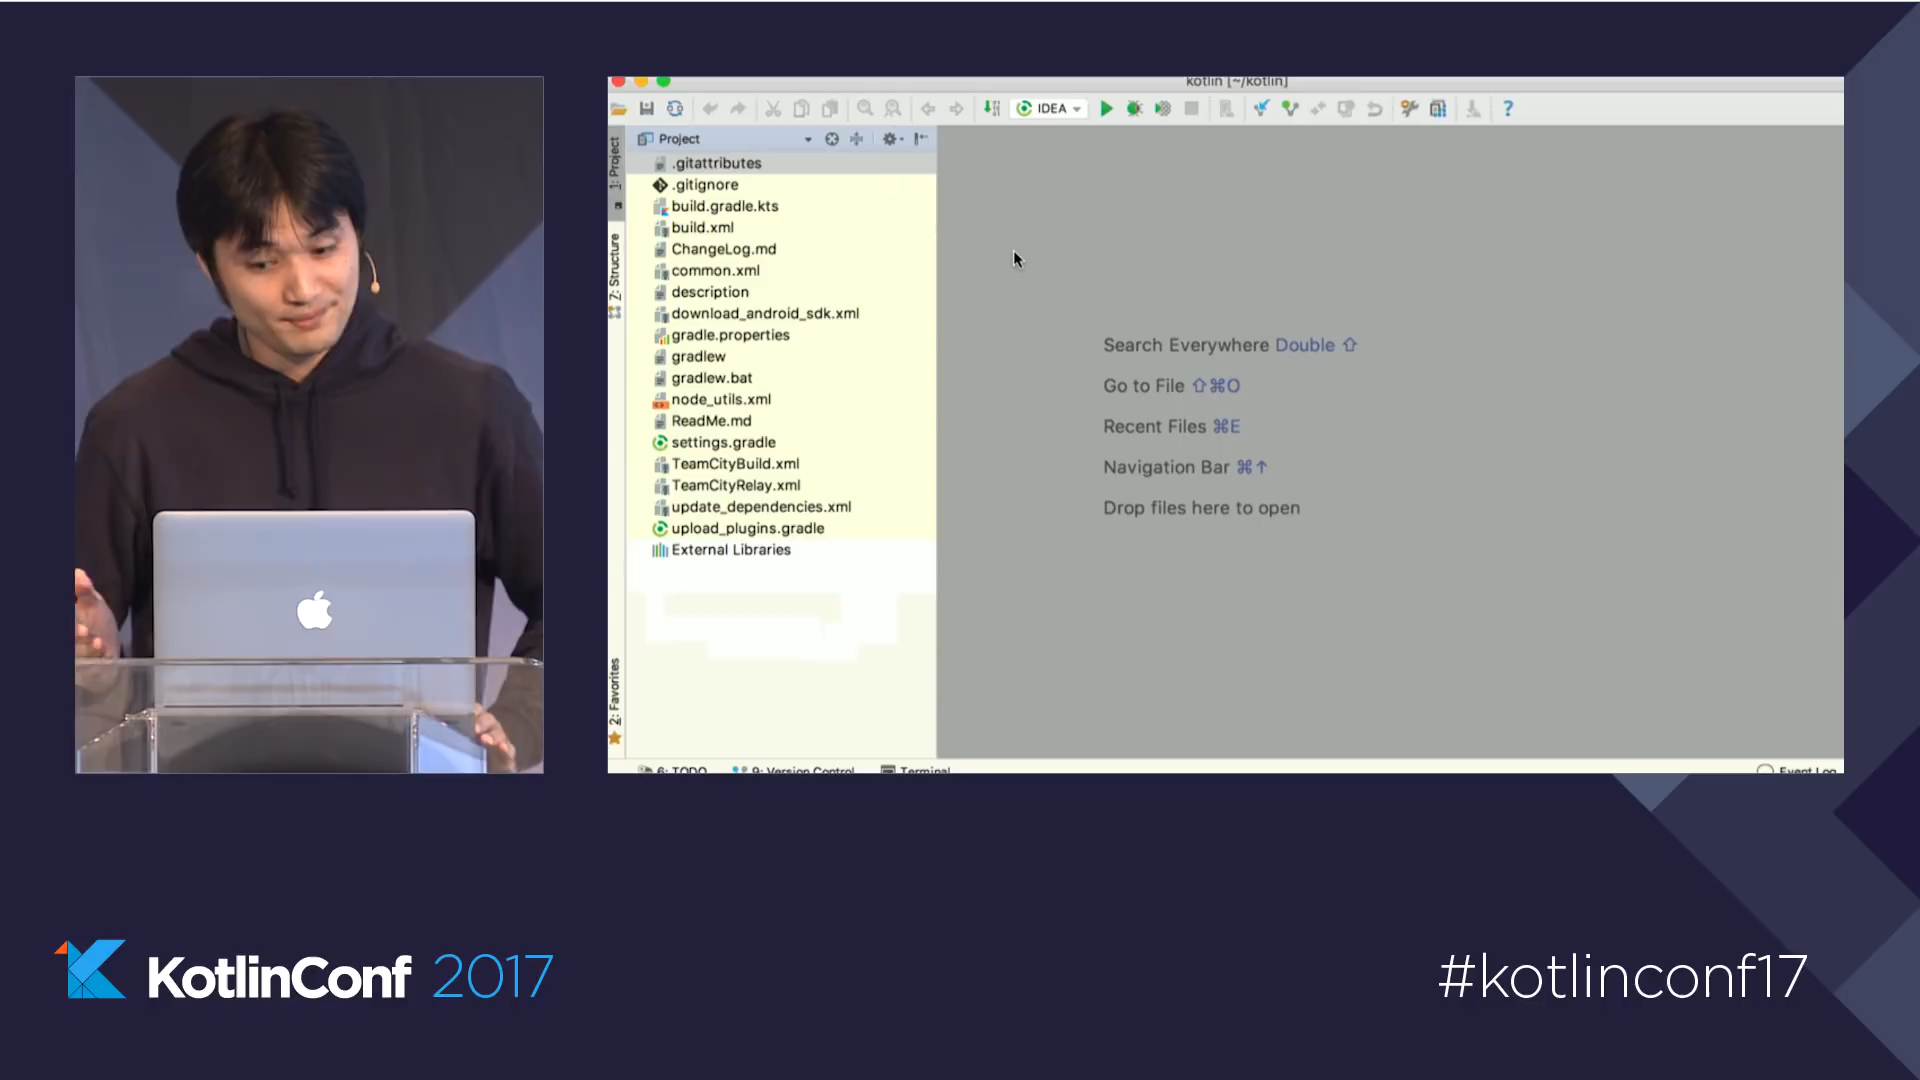 kotlin [~/kotlin]
IDEA
Project
1: Project
.gitattributes
.gitignore
build.gradle.kts
build.xml
ChangeLog.md
common.xml
7: Structure
description
download_android_sdk.xml
gradle.properties
gradlew
gradlew.bat
node_utils.xml
ReadMe.md
settings.gradle
TeamCityBuild.xml
TeamCityRelay.xml
update_dependencies.xml
upload_plugins.gradle
External Libraries
2: Favorites
Search Everywhere Double ⇧
Go to File ⇧⌘O
Recent Files ⌘E
Navigation Bar ⌘↑
Drop files here to open
6: TODO
9: Version Control
Terminal
Event Log
KotlinConf 2017
#kotlinconf17